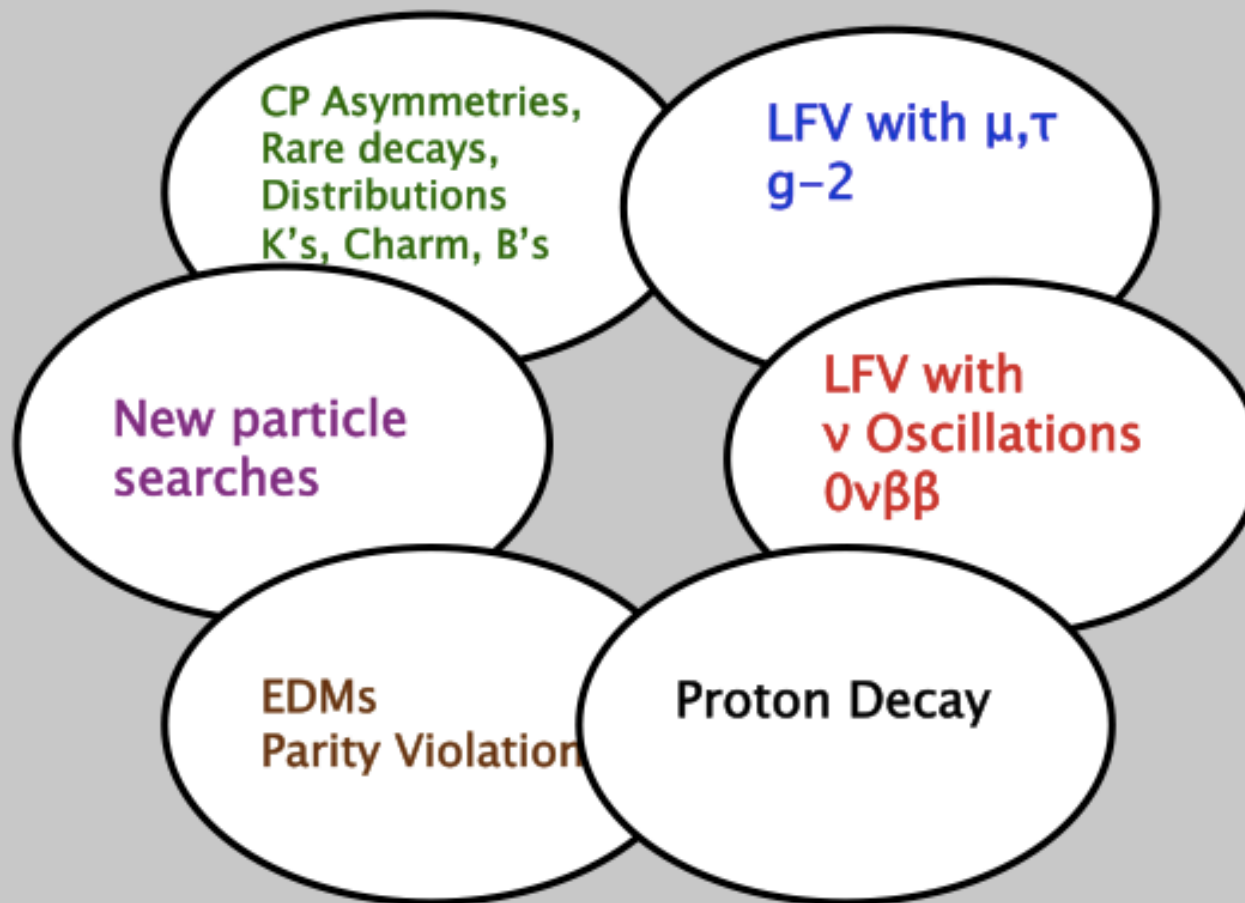 CP Asymmetries,
Rare decays,
Distributions
K's, Charm, B's
LFV with μ,τ
g-2
New particle
searches
LFV with
ν Oscillations
0νββ
EDMs
Parity Violation
Proton Decay